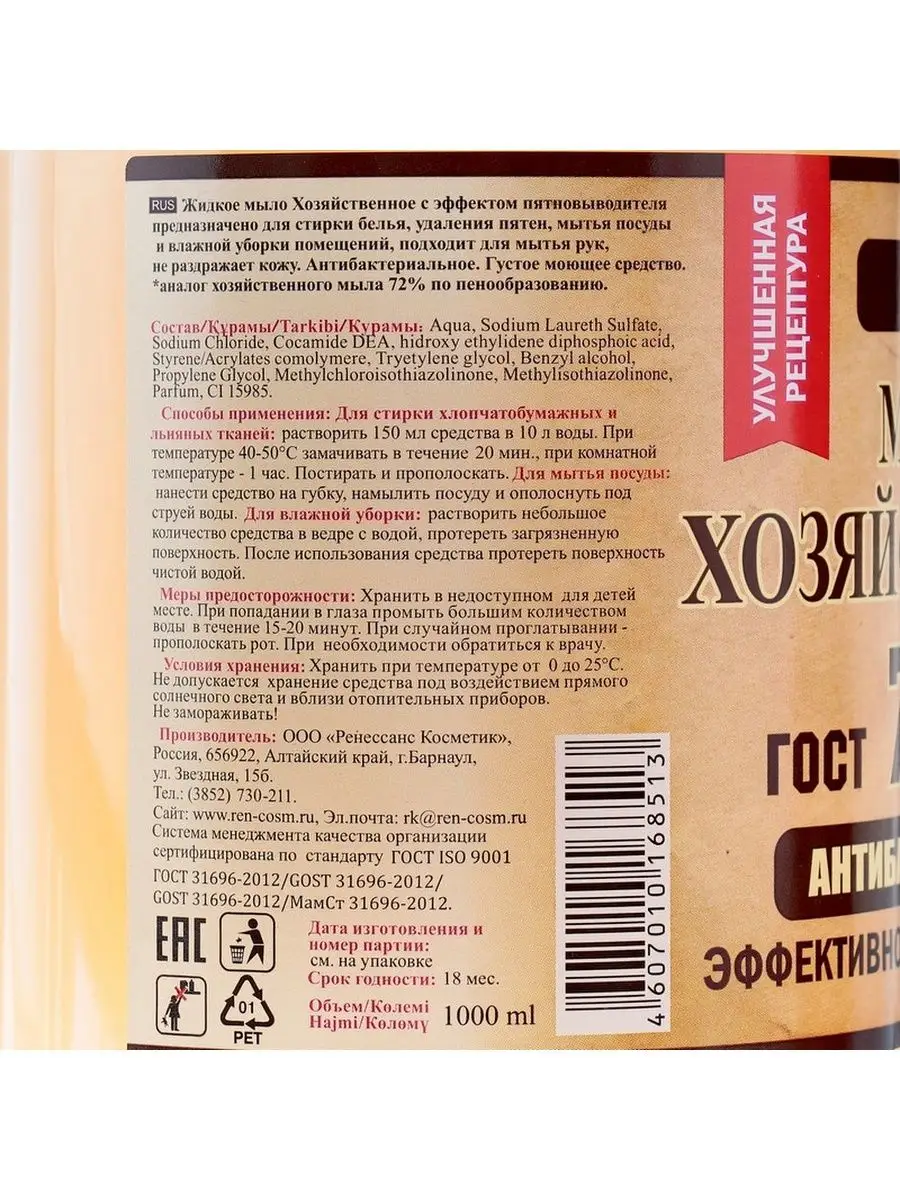 RUS Жидкое мыло Хозяйственное с эффектом пятновыводителя
предназначено для стирки белья, удаления пятен, мытья посуды
и влажной уборки помещений, подходит для мытья рук,
не раздражает кожу. Антибактериальное. Густое моющее средство.
*аналог хозяйственного мыла 72% по пенообразованию.
Состав/Құрамы/Tarkibi/Курамы: Aqua, Sodium Laureth Sulfate,
Sodium Chloride, Cocamide DEA, hidroxy ethylidene diphosphoic acid,
Styrene/Acrylates comolymere, Tryetylene glycol, Benzyl alcohol,
Propylene Glycol, Methylchloroisothiazolinone, Methylisothiazolinone,
Parfum, CI 15985.
Способы применения: Для стирки хлопчатобумажных и
льняных тканей: растворить 150 мл средства в 10 л воды. При
температуре 40-50°С замачивать в течение 20 мин., при комнатной
температуре - 1 час. Постирать и прополоскать. Для мытья посуды:
нанести средство на губку, намылить посуду и ополоснуть под
струей воды. Для влажной уборки: растворить небольшое
количество средства в ведре с водой, протереть загрязненную
поверхность. После использования средства протереть поверхность
чистой водой.
Меры предосторожности: Хранить в недоступном для детей
месте. При попадании в глаза промыть большим количеством
воды в течение 15-20 минут. При случайном проглатывании -
прополоскать рот. При необходимости обратиться к врачу.
Условия хранения: Хранить при температуре от 0 до 25°С.
Не допускается хранение средства под воздействием прямого
солнечного света и вблизи отопительных приборов.
Не замораживать!
Производитель: ООО «Ренессанс Косметик»,
Россия, 656922, Алтайский край, г.Барнаул,
ул. Звездная, 15б.
Тел.: (3852) 730-211.
Сайт: www.ren-cosm.ru, Эл.почта: rk@ren-cosm.ru
Система менеджмента качества организации
сертифицирована по стандарту ГОСТ ISO 9001
ГОСТ 31696-2012/GOST 31696-2012/
GOST 31696-2012/МамСт 31696-2012.
EAC
Дата изготовления и
номер партии:
см. на упаковке
Срок годности: 18 мес.
01
PET
Объем/Көлемі
Hajmi/Көлөмү 1000 ml
4 607010 168513
УЛУЧШЕННАЯ
РЕЦЕПТУРА
М
ХОЗЯЙ
ГОСТ
АНТИБА
ЭФФЕКТИВНО